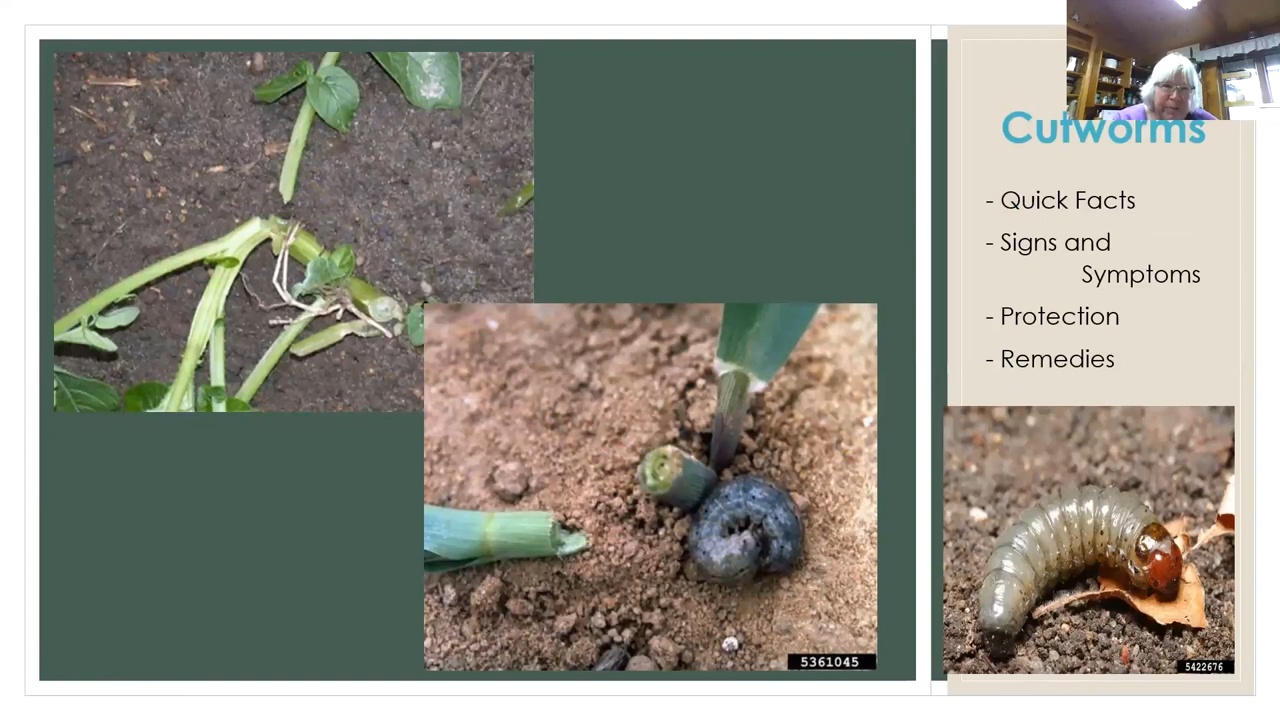 Cutworms
- Quick Facts
- Signs and
Symptoms
- Protection
- Remedies
5361045
5422676